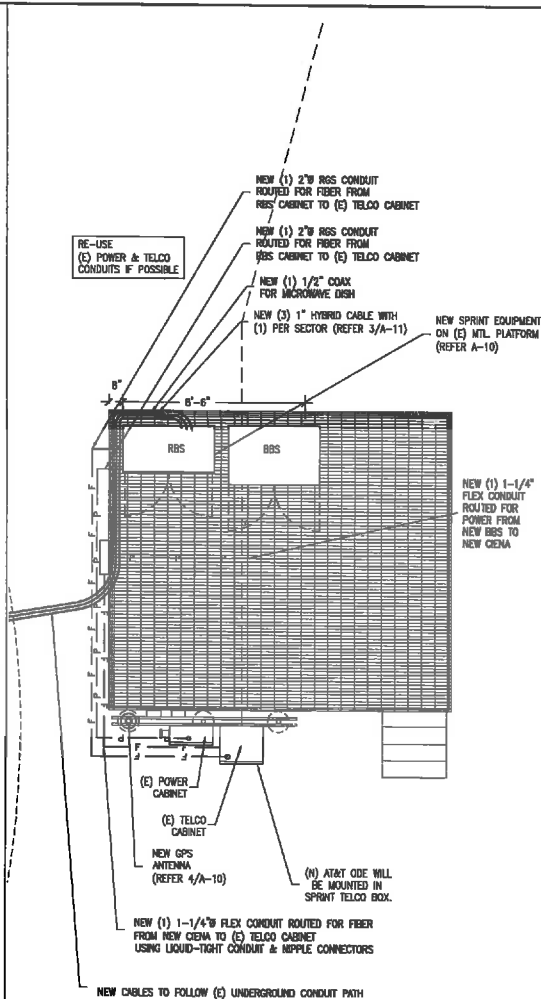 NEW (1) 2"Ø RGS CONDUIT
ROUTED FOR FIBER FROM
RBS CABINET TO (E) TELCO CABINET
RE-USE
(E) POWER & TELCO
CONDUITS IF POSSIBLE
NEW (1) 2"Ø RGS CONDUIT
ROUTED FOR FIBER FROM
BBS CABINET TO (E) TELCO CABINET
NEW (1) 1/2" COAX
FOR MICROWAVE DISH
NEW (3) 1" HYBRID CABLE WITH
(1) PER SECTOR (REFER 3/A-11)
NEW SPRINT EQUIPMENT
ON (E) MTL. PLATFORM
(REFER A-10)
6"
6'-6"
RBS
BBS
NEW (1) 1-1/4"
FLEX CONDUIT
ROUTED FOR
POWER FROM
NEW BBS TO
NEW CIENA
F
P
F
P
F
P
F
P
F
P
F
F
(E) POWER
CABINET
(E) TELCO
CABINET
NEW GPS
ANTENNA
(REFER 4/A-10)
(N) AT&T ODE WILL
BE MOUNTED IN
SPRINT TELCO BOX.
NEW (1) 1-1/4"Ø FLEX CONDUIT ROUTED FOR FIBER
FROM NEW CIENA TO (E) TELCO CABINET
USING LIQUID-TIGHT CONDUIT & NIPPLE CONNECTORS
NEW CABLES TO FOLLOW (E) UNDERGROUND CONDUIT PATH